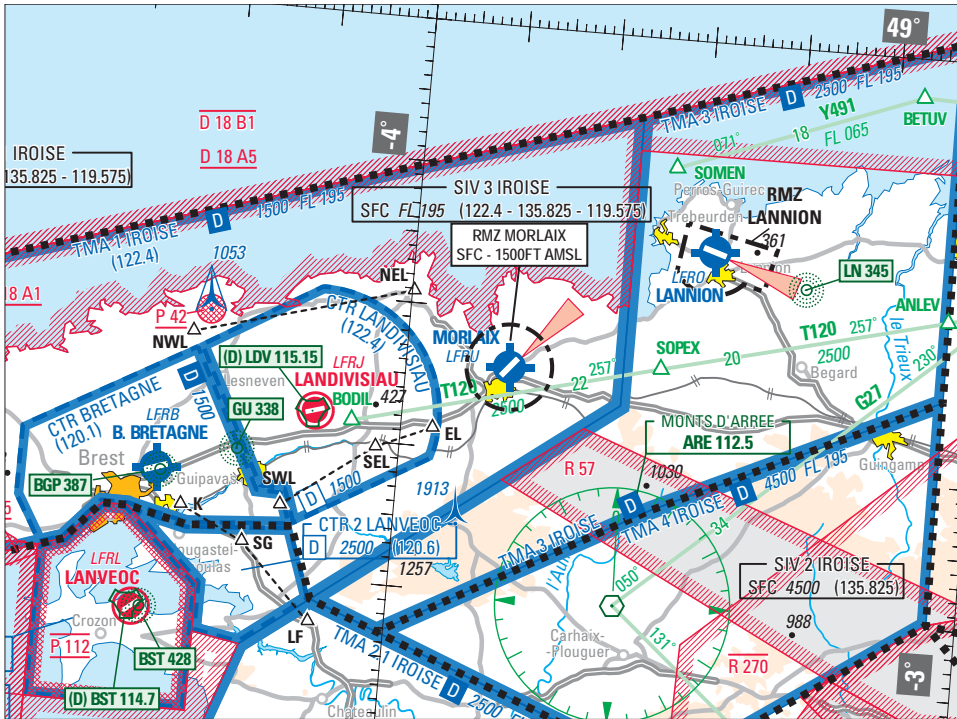 49°
TMA 3 IROISE D 2500 FL 195
Y491
18
071°
FL 065
BETUV
D 18 B1
D 18 A5
-4°
IROISE
135.825 - 119.575)
SOMEN
Perros-Guirec
SIV 3 IROISE
SFC FL 195 (122.4 - 135.825 - 119.575)
RMZ
LANNION
Trebeurden
361
TMA 1 IROISE D 1500 FL 195
(122.4)
RMZ MORLAIX
SFC - 1500FT AMSL
1053
NEL
LFRO
LANNION
LN 345
18 A1
P 42
NWL
CTR LANDIVISIAU
(122.4)
ANLEV
le Trieux
T120
257°
MORLAIX
LFRU
SOPEX
20
2500
Begard
(D) LDV 115.15
LFRJ
LANDIVISIAU
Lesneven
D 1500
GU 338
BODIL
427
T120
2500
22
257°
230°
G27
CTR BRETAGNE
(120.1)
LFRB
B. BRETAGNE
EL
SEL
MONTS D'ARREE
ARE 112.5
Brest
Guipavas
BGP 387
SWL
K
R 57
1030
Guingamp
D 1500
1913
CTR 2 LANVEOC
D 2500 (120.6)
1257
TMA 3 IROISE D
TMA 4 IROISE D 4500 FL 195
34
SG
LFRL
LANVEOC
SIV 2 IROISE
SFC 4500 (135.825)
050°
988
Crozon
P 112
BST 428
(D) BST 114.7
LF
Carhaix-
-Plouguer
131°
TMA 21 IROISE D 2500
R 270
-3°
Châteaulin